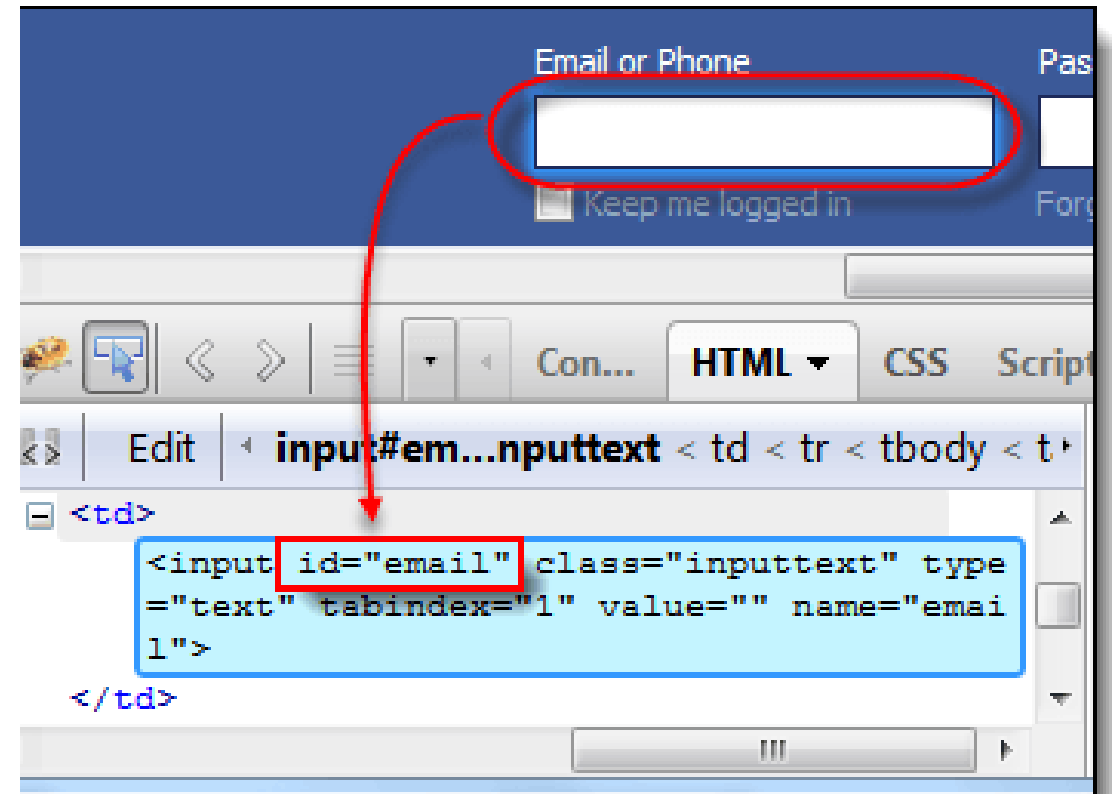 Email or Phone Pas
Keep me logged in Forg
Con... HTML CSS Script
Edit input#em...nputtext < td < tr < tbody < t
<td>
<input id="email" class="inputtext" type
="text" tabindex="1" value="" name="emai
l">
</td>